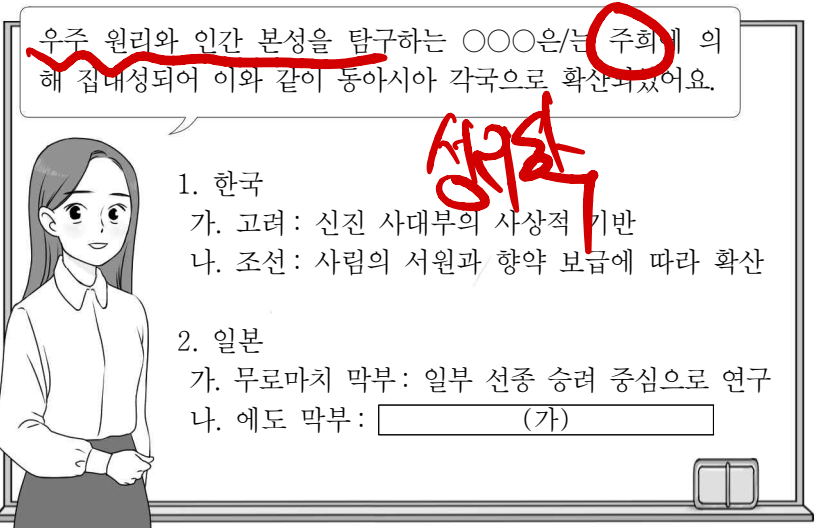 우주 원리와 인간 본성을 탐구하는 ○○○은/는 주희에 의
해 집대성되어 이와 같이 동아시아 각국으로 확산되었어요.
성리학
1. 한국
가. 고려: 신진 사대부의 사상적 기반
나. 조선: 사림의 서원과 향약 보급에 따라 확산
2. 일본
가. 무로마치 막부: 일부 선종 승려 중심으로 연구
나. 에도 막부: (가)